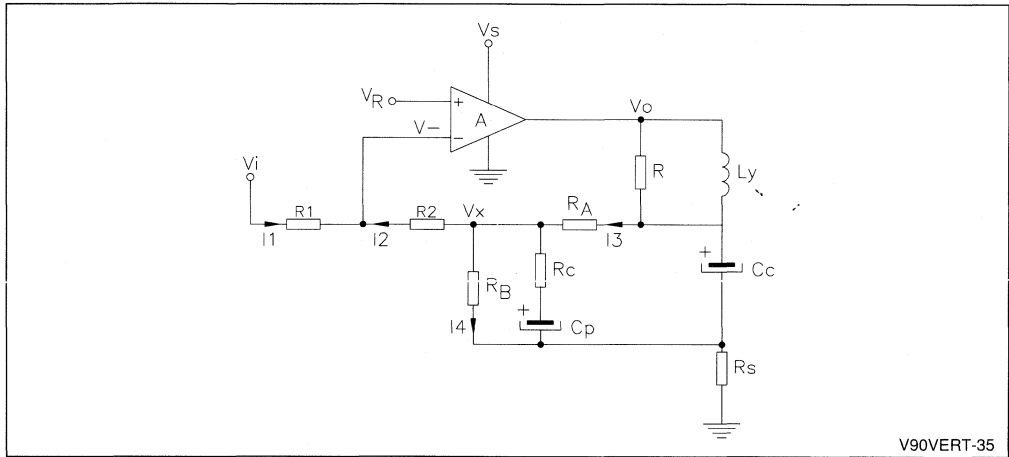 Vs
VR
+
A
V-
−
Vo
Vi
R
Ly
R1
R2
Vx
RA
I1
I2
I3
+
Cc
RB
Rc
+
I4
Cp
Rs
V90VERT-35